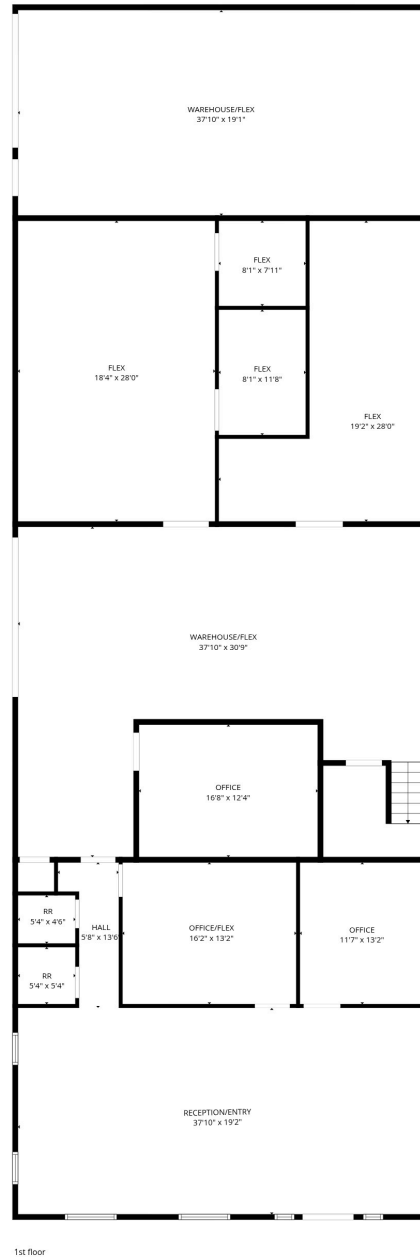 WAREHOUSE/FLEX
37'10" x 19'1"
FLEX
8'1" x 7'11"
FLEX
18'4" x 28'0"
FLEX
8'1" x 11'8"
FLEX
19'2" x 28'0"
WAREHOUSE/FLEX
37'10" x 30'9"
OFFICE
16'8" x 12'4"
RR
5'4" x 4'6"
HALL
5'8" x 13'6"
OFFICE/FLEX
16'2" x 13'2"
OFFICE
11'7" x 13'2"
RR
5'4" x 5'4"
RECEPTION/ENTRY
37'10" x 19'2"
1st floor